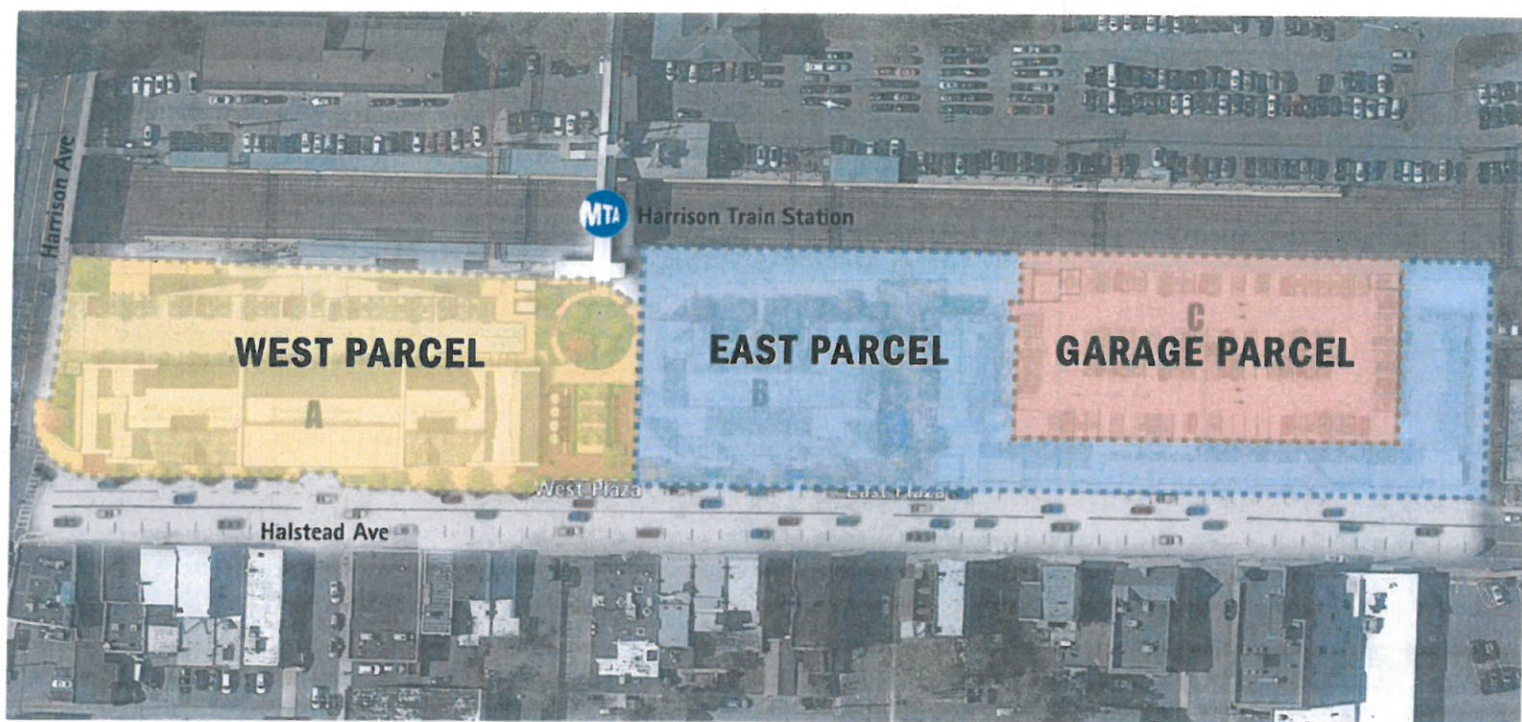 Harrison Ave
MTA
Harrison Train Station
WEST PARCEL
EAST PARCEL
GARAGE PARCEL
A
B
C
West Plaza
East Plaza
Halstead Ave